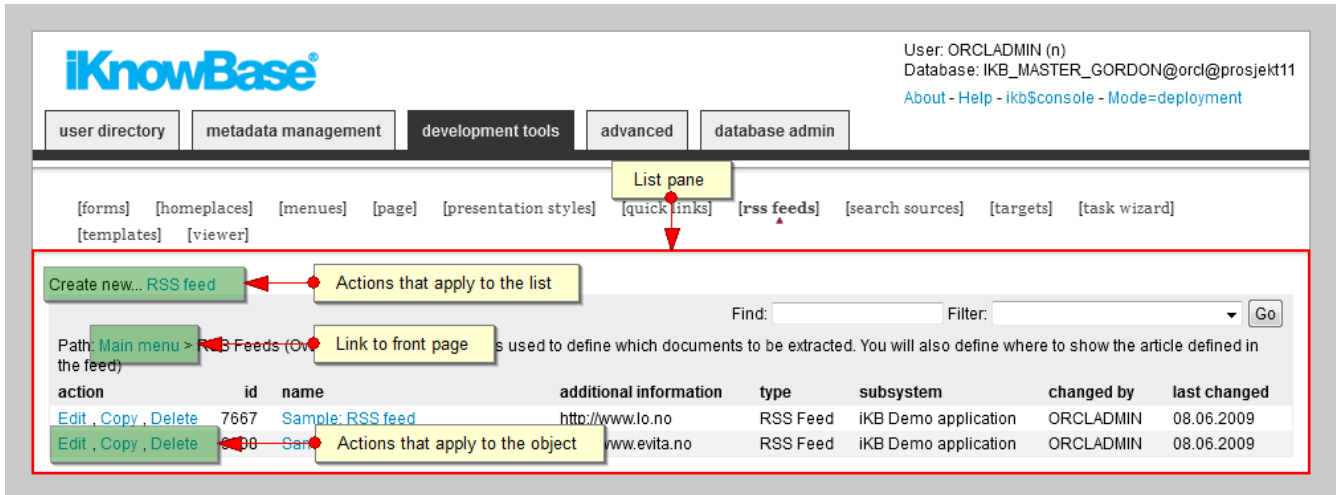 iKnowBase®
User: ORCLADMIN (n)
Database: IKB_MASTER_GORDON@orcl@prosjekt11
About - Help - ikb$console - Mode=deployment
user directory metadata management development tools advanced database admin
List pane
[forms] [homeplaces] [menues] [page] [presentation styles] [quick links] [rss feeds] [search sources] [targets] [task wizard]
[templates] [viewer]
Create new... RSS feed
Actions that apply to the list
Find: Filter: Go
Path: Main menu > RSS Feeds (Ov
Link to front page
s used to define which documents to be extracted. You will also define where to show the article defined in
the feed)
action id name additional information type subsystem changed by last changed
Edit , Copy , Delete 7667 Sample: RSS feed http://www.lo.no RSS Feed iKB Demo application ORCLADMIN 08.06.2009
Edit , Copy , Delete
Actions that apply to the object
www.evita.no RSS Feed iKB Demo application ORCLADMIN 08.06.2009